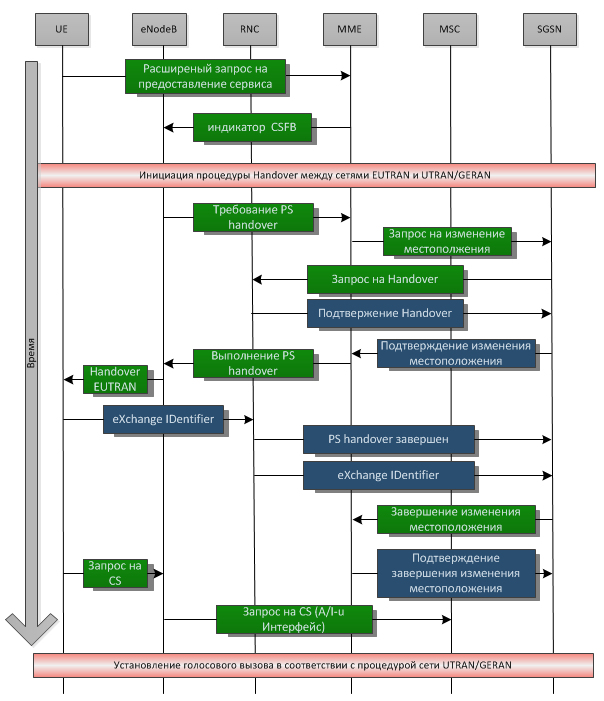 UE
eNodeB
RNC
MME
MSC
SGSN
Время
Расширеный запрос на
предоставление сервиса
индикатор CSFB
Инициация процедуры Handover между сетями EUTRAN и UTRAN/GERAN
Требование PS
handover
Запрос на изменение
местополжения
Запрос на Handover
Подтвержение Handover
Подтверждение изменения
местоположения
Выполнение PS
handover
Handover
EUTRAN
eXchange IDentifier
PS handover завершен
eXchange IDentifier
Завершение изменения
местоположения
Подтверждение
завершения изменения
местоположения
Запрос на
CS
Запрос на CS (A/I-u
Интерфейс)
Установление голосового вызова в соответствии с процедурой сети UTRAN/GERAN